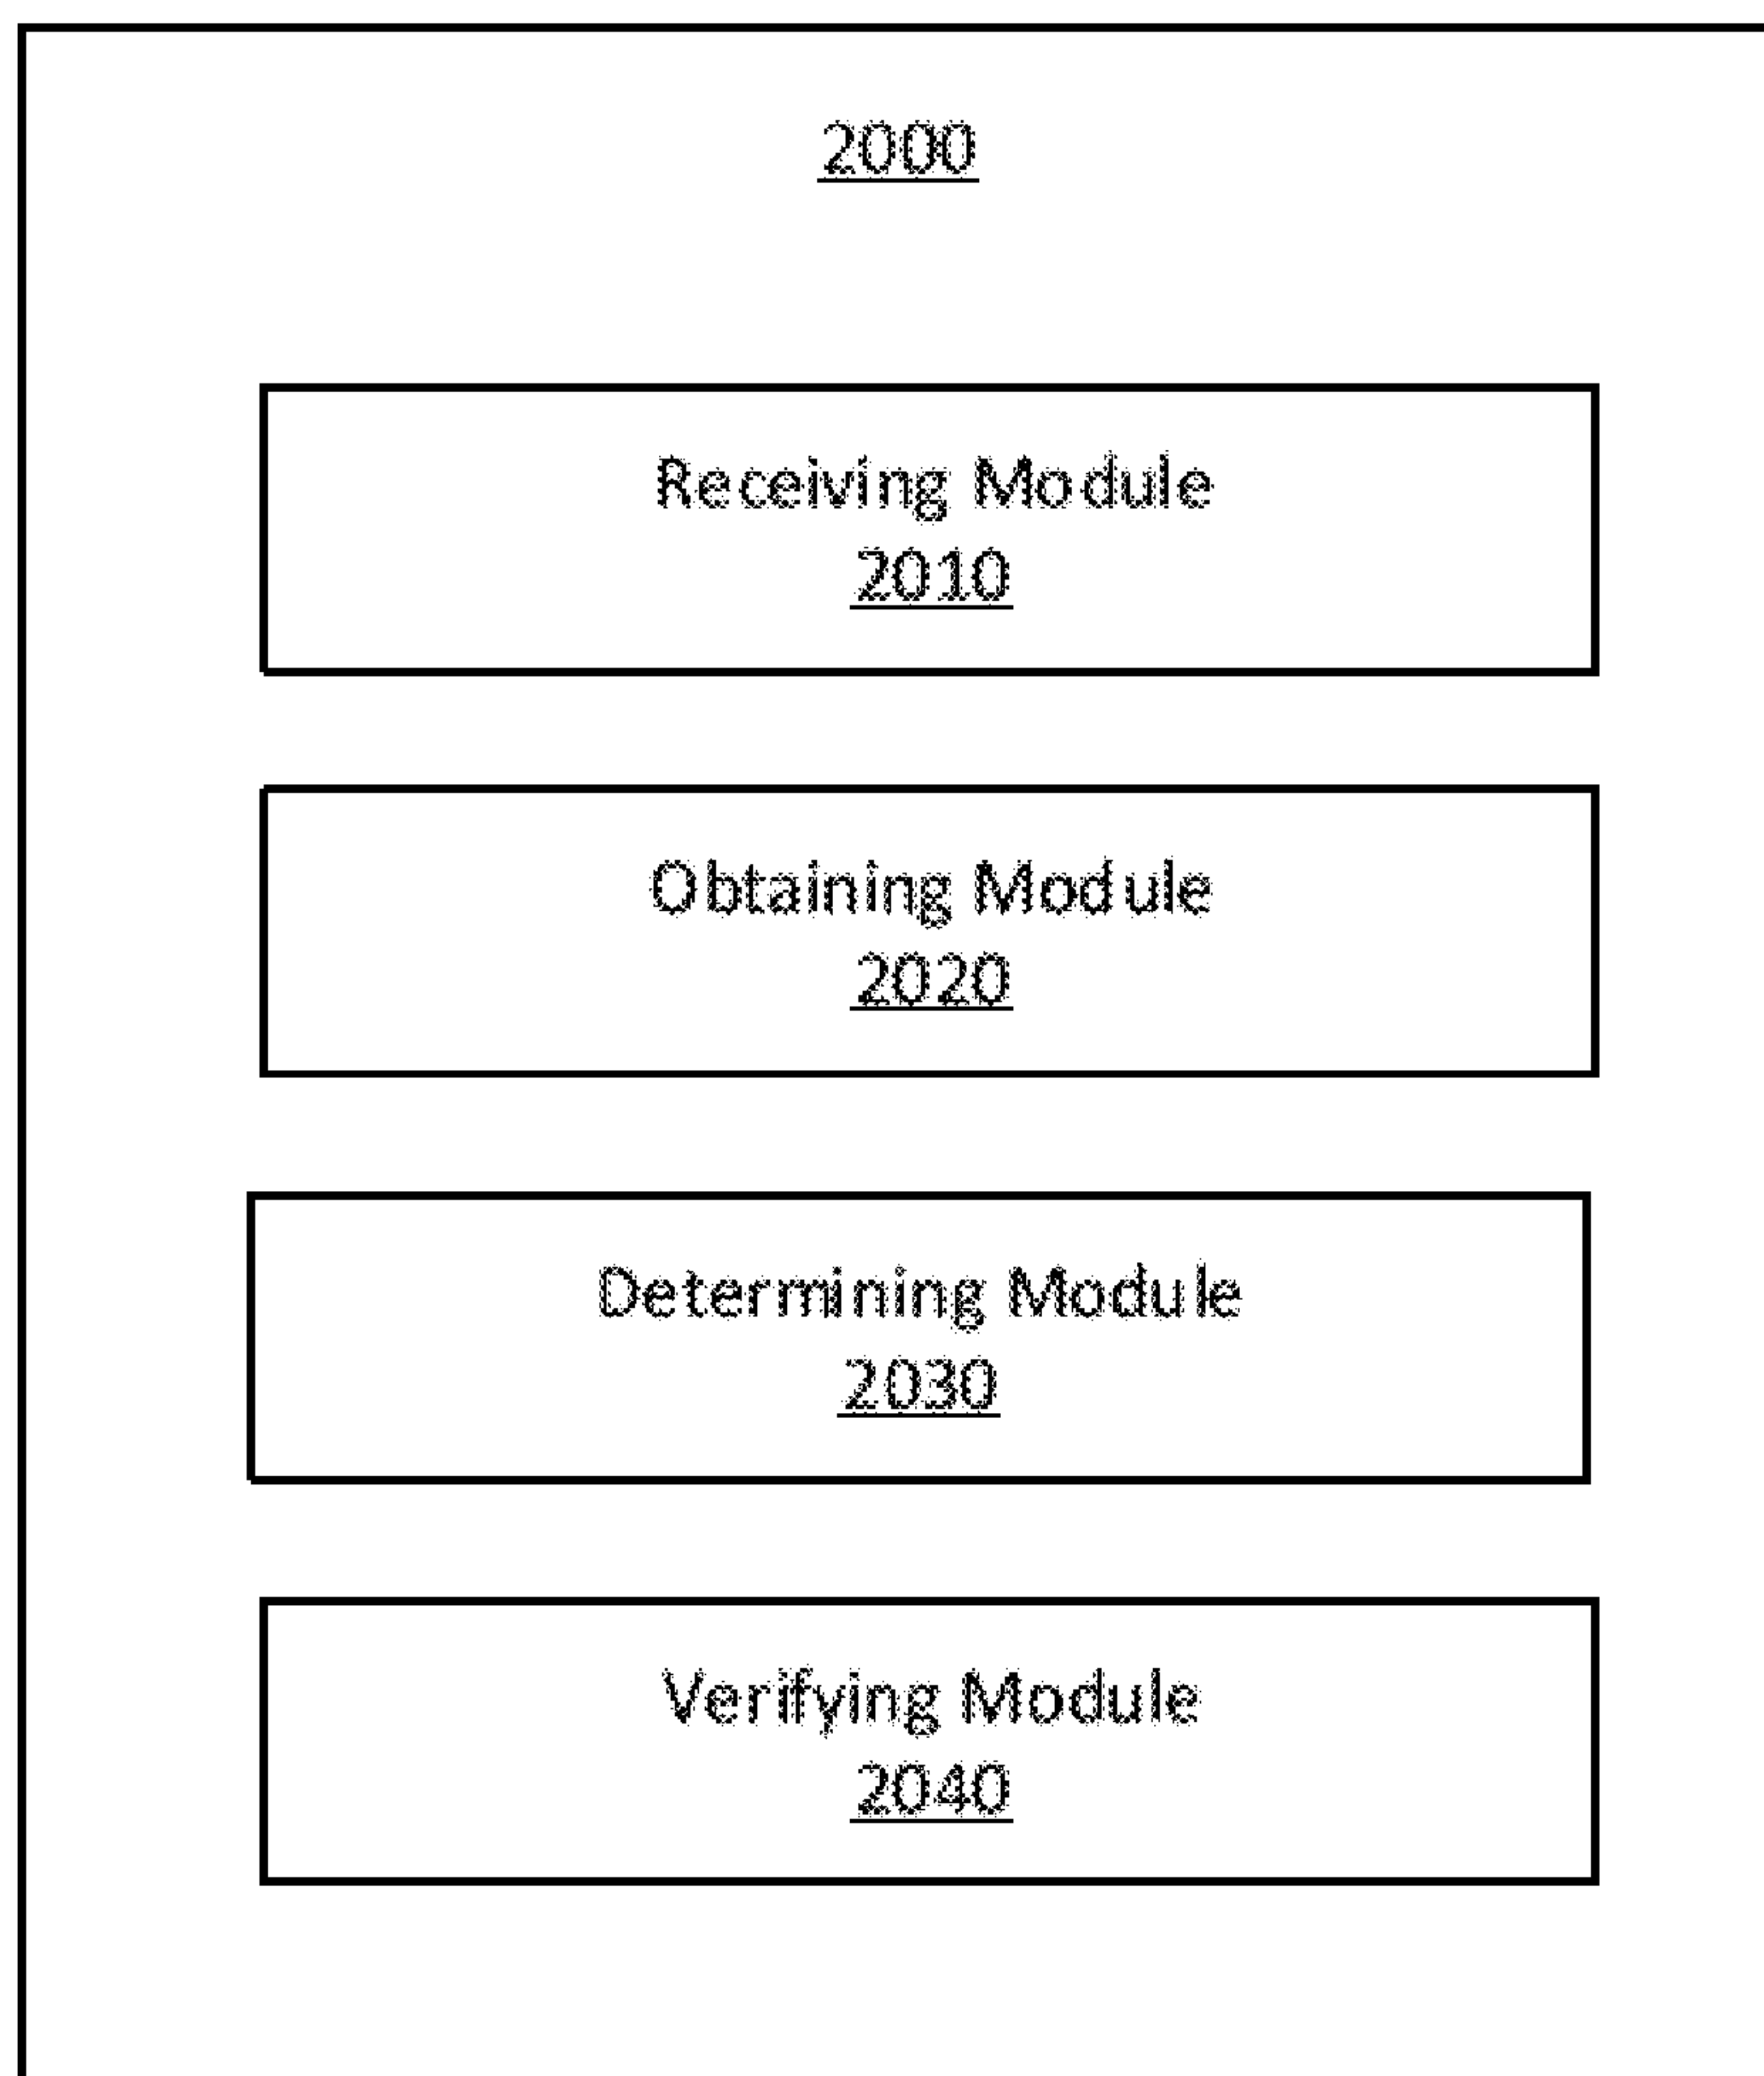 2000
Receiving Module
2010
Obtaining Module
2020
Determining Module
2030
Verifying Module
2040